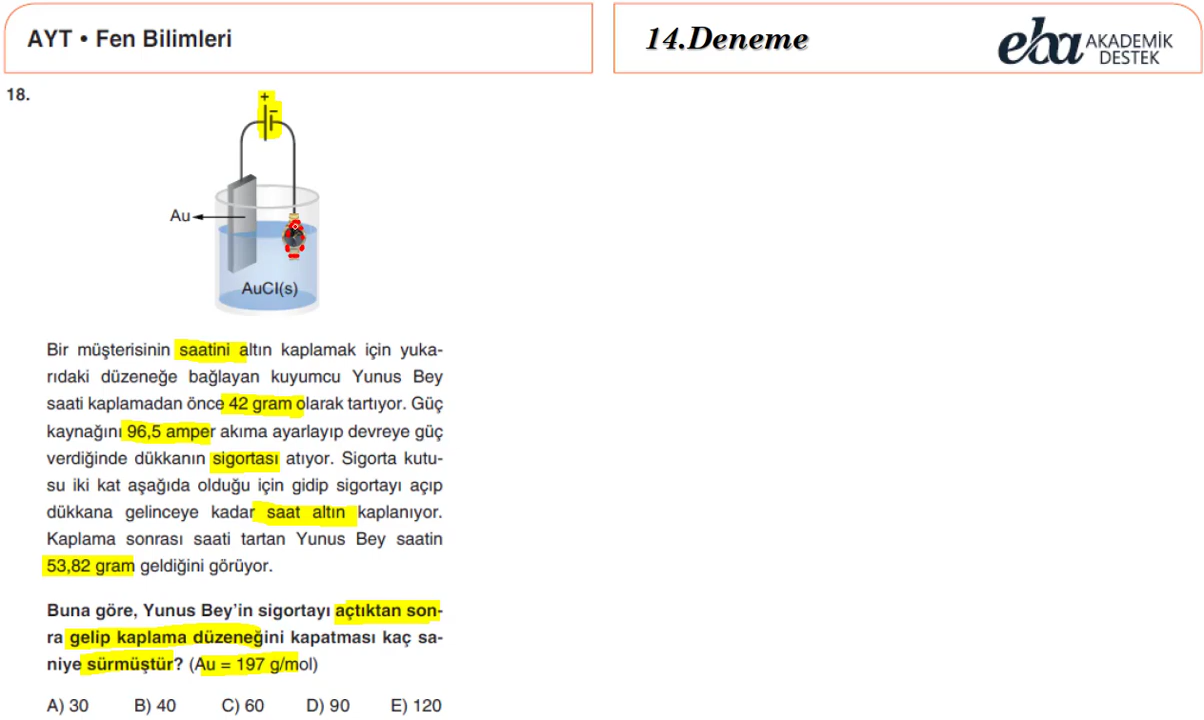 AYT • Fen Bilimleri
14.Deneme
eba AKADEMİK
DESTEK
18.
+
−
Au
AuCl(s)
Bir müşterisinin saatini altın kaplamak için yuka-
rıdaki düzeneğe bağlayan kuyumcu Yunus Bey
saati kaplamadan önce 42 gram olarak tartıyor. Güç
kaynağını 96,5 amper akıma ayarlayıp devreye güç
verdiğinde dükkanın sigortası atıyor. Sigorta kutu-
su iki kat aşağıda olduğu için gidip sigortayı açıp
dükkana gelinceye kadar saat altın kaplanıyor.
Kaplama sonrası saati tartan Yunus Bey saatin
53,82 gram geldiğini görüyor.
Buna göre, Yunus Bey’in sigortayı açtıktan son-
ra gelip kaplama düzeneğini kapatması kaç sa-
niye sürmüştür? (Au = 197 g/mol)
A) 30 B) 40 C) 60 D) 90 E) 120